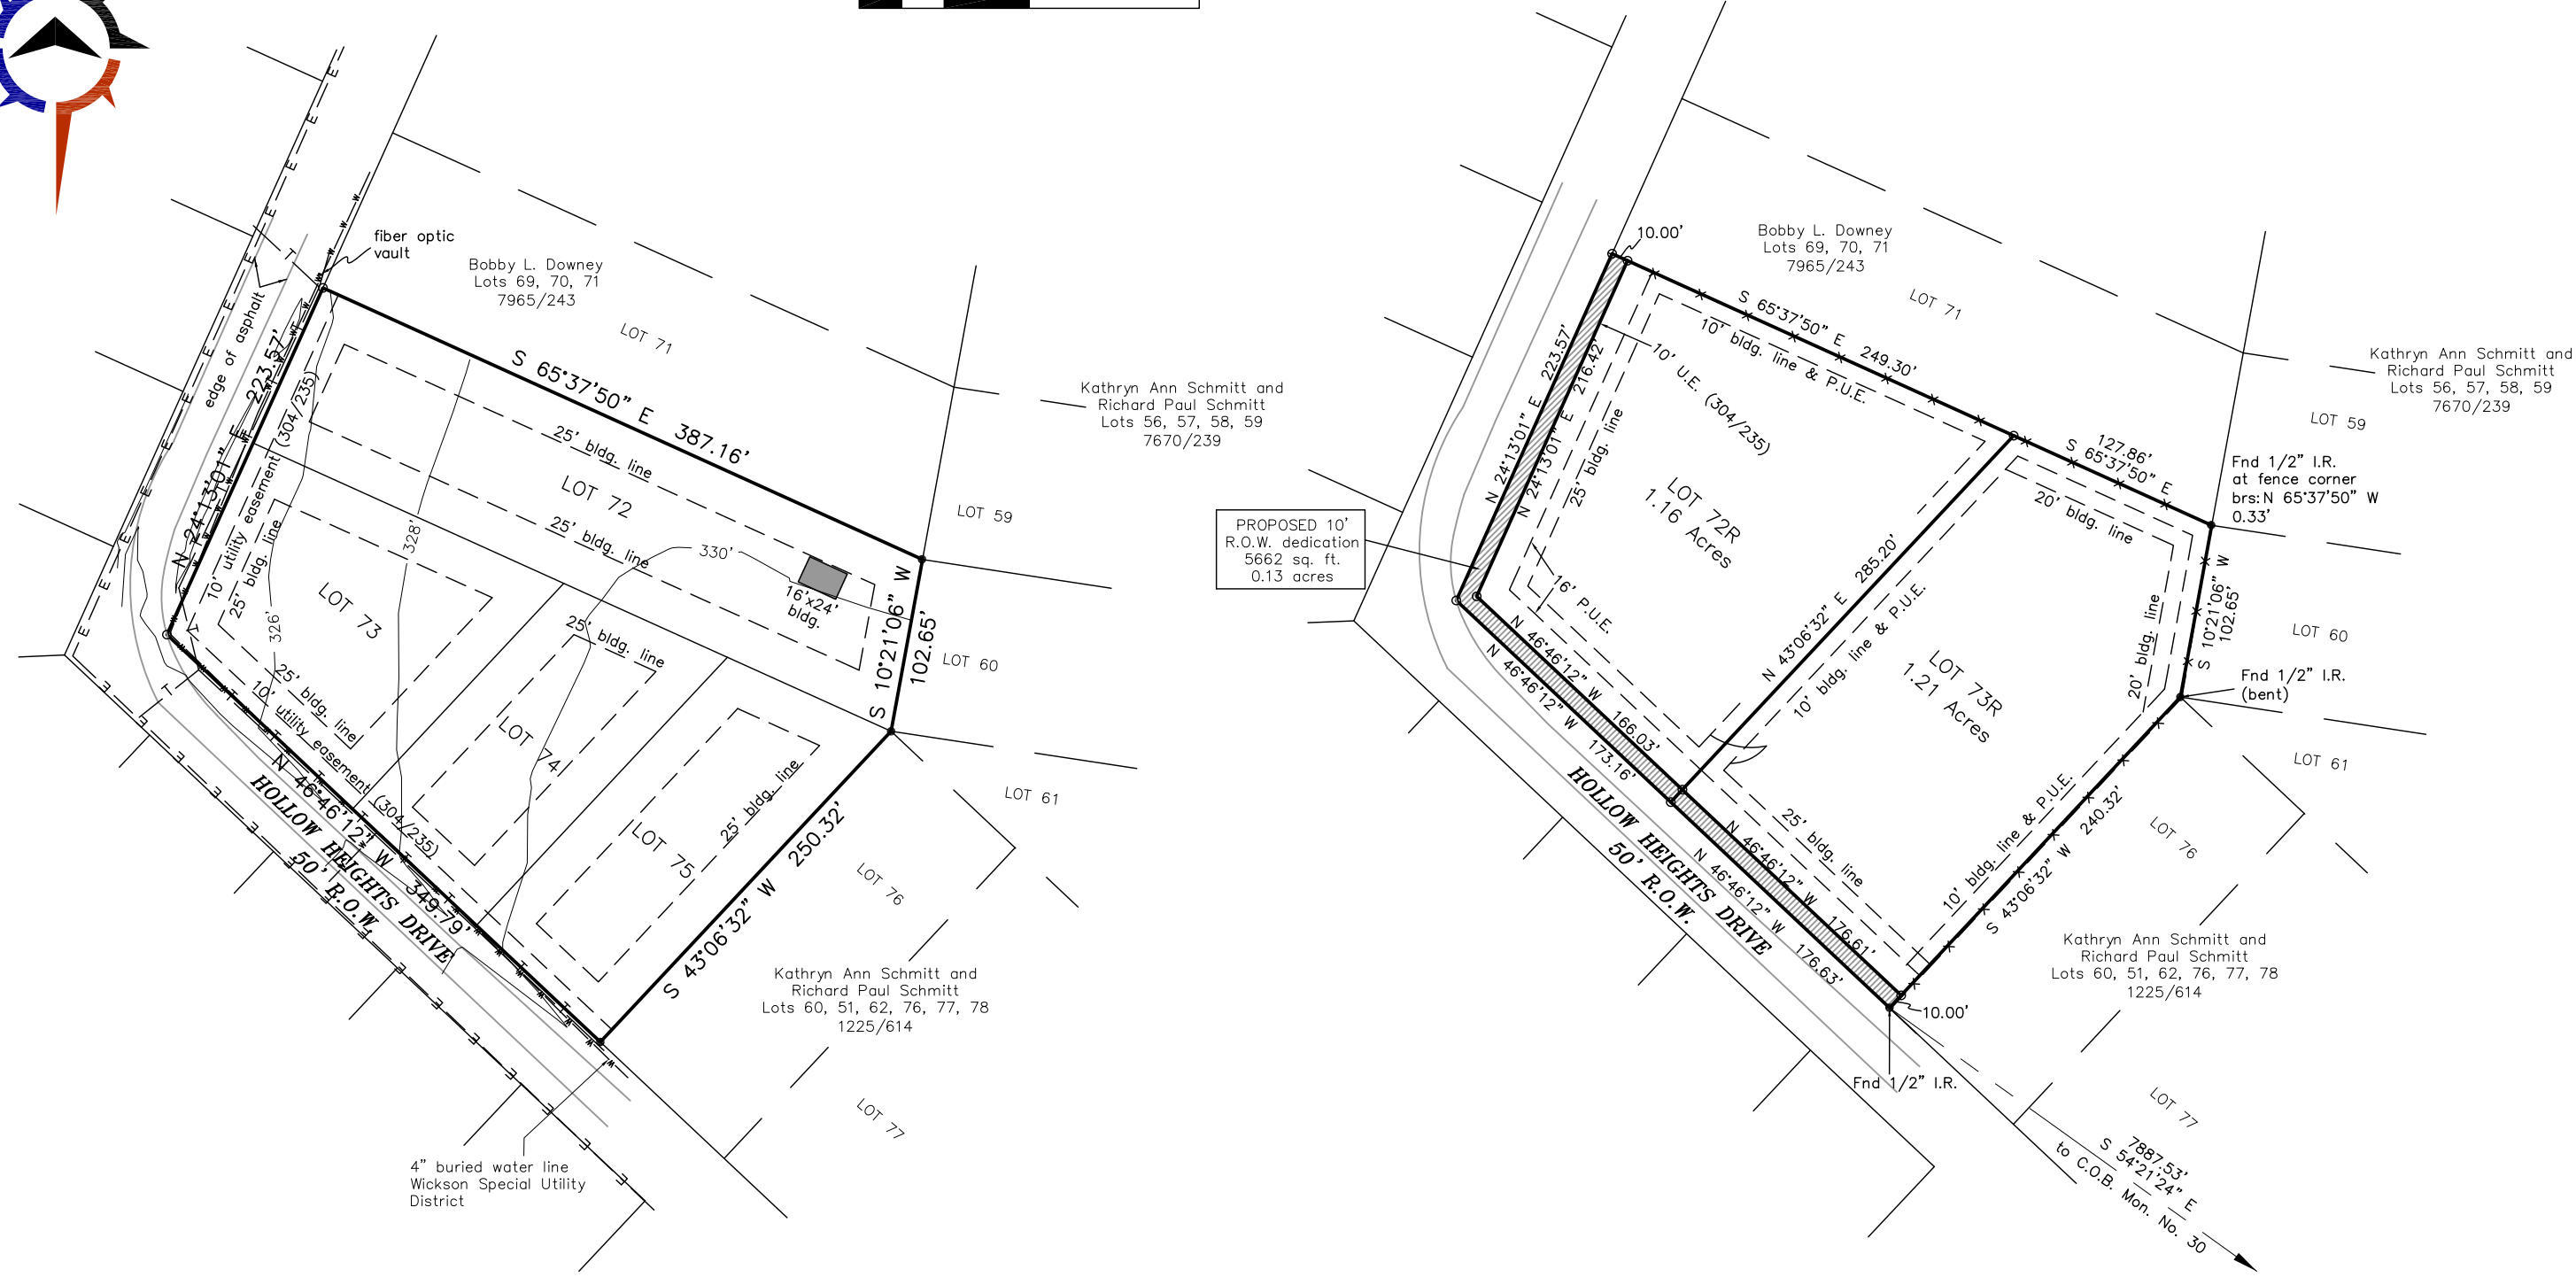 fiber optic
vault
Bobby L. Downey
Lots 69, 70, 71
7965/243
LOT 71
edge of asphalt
N 24°13'01" E 223.57'
S 65°37'50" E 387.16'
Kathryn Ann Schmitt and
Richard Paul Schmitt
Lots 56, 57, 58, 59
7670/239
10' utility easement (304/235)
25' bldg. line
25' bldg. line
LOT 72
25' bldg. line
328'
326'
330'
16'x24'
bldg.
LOT 59
LOT 60
LOT 61
S 10°21'06" W
102.65'
LOT 73
25' bldg. line
25' bldg. line
10' utility easement (304/235)
LOT 74
LOT 75
25' bldg. line
N 46°46'12" W 349.79'
S 43°06'32" W 250.32'
HOLLOW HEIGHTS DRIVE
50' R.O.W.
LOT 76
Kathryn Ann Schmitt and
Richard Paul Schmitt
Lots 60, 51, 62, 76, 77, 78
1225/614
LOT 77
4" buried water line
Wickson Special Utility
District
E E E E E E E E E E
T T T T T
W W W W W
10.00'
Bobby L. Downey
Lots 69, 70, 71
7965/243
LOT 71
S 65°37'50" E 249.30'
10' bldg. line & P.U.E.
N 24°13'01" E 223.57'
N 24°13'01" E 216.42'
10' U.E. (304/235)
25' bldg. line
Kathryn Ann Schmitt and
Richard Paul Schmitt
Lots 56, 57, 58, 59
7670/239
LOT 59
127.86'
S 65°37'50" E
20' bldg. line
Fnd 1/2" I.R.
at fence corner
brs: N 65°37'50" W
0.33'
LOT 72R
1.16 Acres
PROPOSED 10'
R.O.W. dedication
5662 sq. ft.
0.13 acres
16' P.U.E.
N 43°06'32" E 285.20'
10' bldg. line & P.U.E.
20' bldg. line
S 10°21'06" W
102.65'
LOT 60
Fnd 1/2" I.R.
(bent)
LOT 61
LOT 73R
1.21 Acres
N 46°46'12" W 166.03'
N 46°46'12" W 173.16'
25' bldg. line
10' bldg. line & P.U.E.
S 43°06'32" W 240.32'
LOT 76
N 46°46'12" W 176.61'
N 46°46'12" W 176.63'
HOLLOW HEIGHTS DRIVE
50' R.O.W.
Kathryn Ann Schmitt and
Richard Paul Schmitt
Lots 60, 51, 62, 76, 77, 78
1225/614
10.00'
Fnd 1/2" I.R.
LOT 77
7887.53'
S 54°21'24" E
to C.O.B. Mon. No. 30